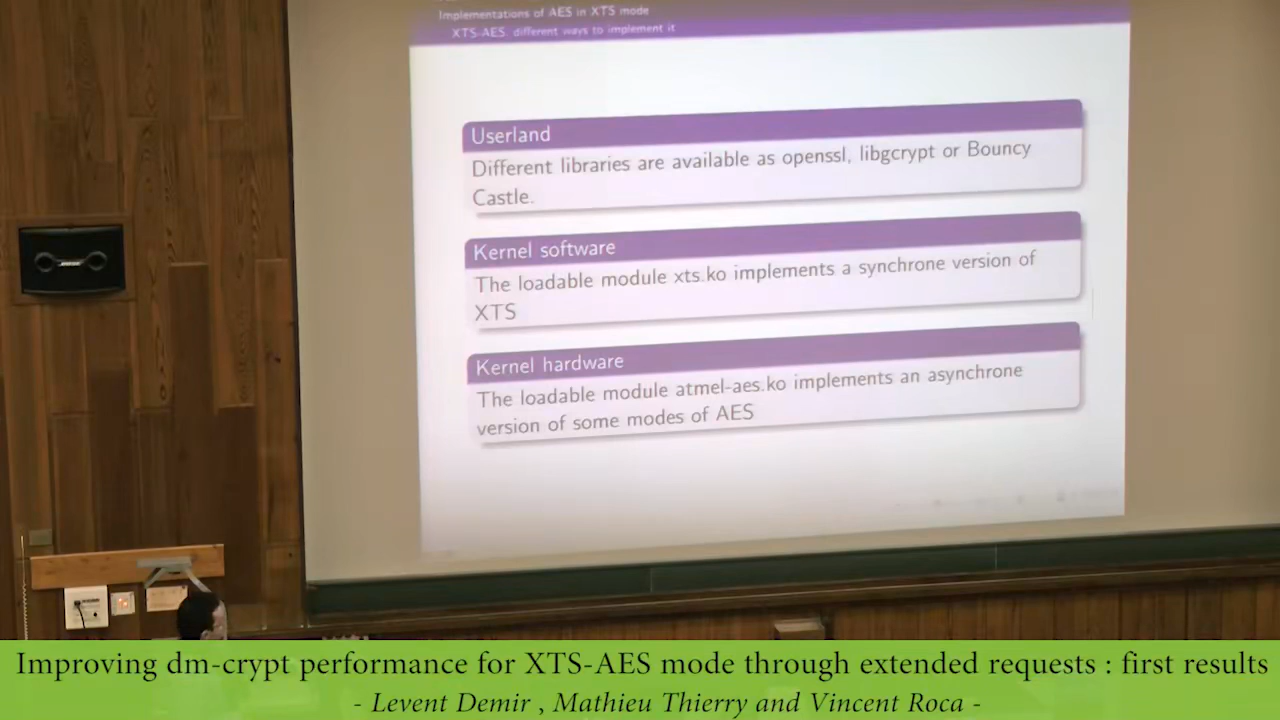 Implementations of AES in XTS mode
XTS-AES, different ways to implement it
Userland
Different libraries are available as openssl, libgcrypt or Bouncy
Castle.
Kernel software
The loadable module xts.ko implements a synchrone version of
XTS
Kernel hardware
The loadable module atmel-aes.ko implements an asynchrone
version of some modes of AES
BOSE
Improving dm-crypt performance for XTS-AES mode through extended requests : first results
- Levent Demir , Mathieu Thierry and Vincent Roca -